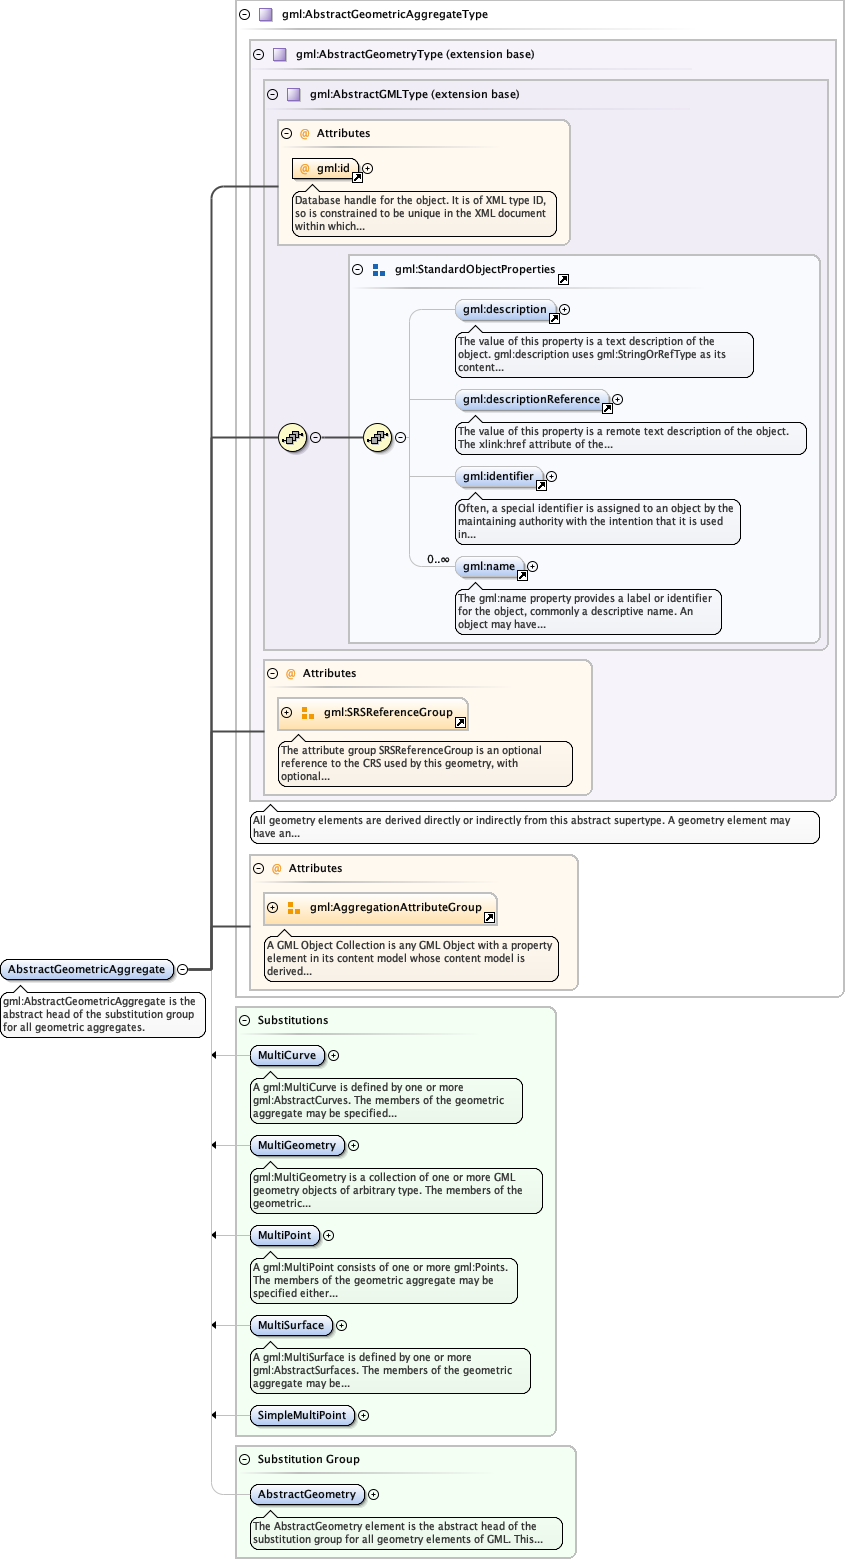 gml:AbstractGeometricAggregateType
gml:AbstractGeometryType (extension base)
gml:AbstractGMLType (extension base)
@ Attributes
@ gml:id
Database handle for the object. It is of XML type ID,
so is constrained to be unique in the XML document
within which...
gml:StandardObjectProperties
gml:description
The value of this property is a text description of the
object. gml:description uses gml:StringOrRefType as its
content...
gml:descriptionReference
The value of this property is a remote text description of the object.
The xlink:href attribute of the...
gml:identifier
Often, a special identifier is assigned to an object by the
maintaining authority with the intention that it is used
in...
0..∞
gml:name
The gml:name property provides a label or identifier
for the object, commonly a descriptive name. An
object may have...
@ Attributes
gml:SRSReferenceGroup
The attribute group SRSReferenceGroup is an optional
reference to the CRS used by this geometry, with
optional...
All geometry elements are derived directly or indirectly from this abstract supertype. A geometry element may
have an...
@ Attributes
gml:AggregationAttributeGroup
A GML Object Collection is any GML Object with a property
element in its content model whose content model is
derived...
AbstractGeometricAggregate
gml:AbstractGeometricAggregate is the
abstract head of the substitution group
for all geometric aggregates.
Substitutions
MultiCurve
A gml:MultiCurve is defined by one or more
gml:AbstractCurves. The members of the geometric
aggregate may be specified...
MultiGeometry
gml:MultiGeometry is a collection of one or more GML
geometry objects of arbitrary type. The members of the
geometric...
MultiPoint
A gml:MultiPoint consists of one or more gml:Points.
The members of the geometric aggregate may be
specified either...
MultiSurface
A gml:MultiSurface is defined by one or more
gml:AbstractSurfaces. The members of the geometric
aggregate may be...
SimpleMultiPoint
Substitution Group
AbstractGeometry
The AbstractGeometry element is the abstract head of the
substitution group for all geometry elements of GML. This...